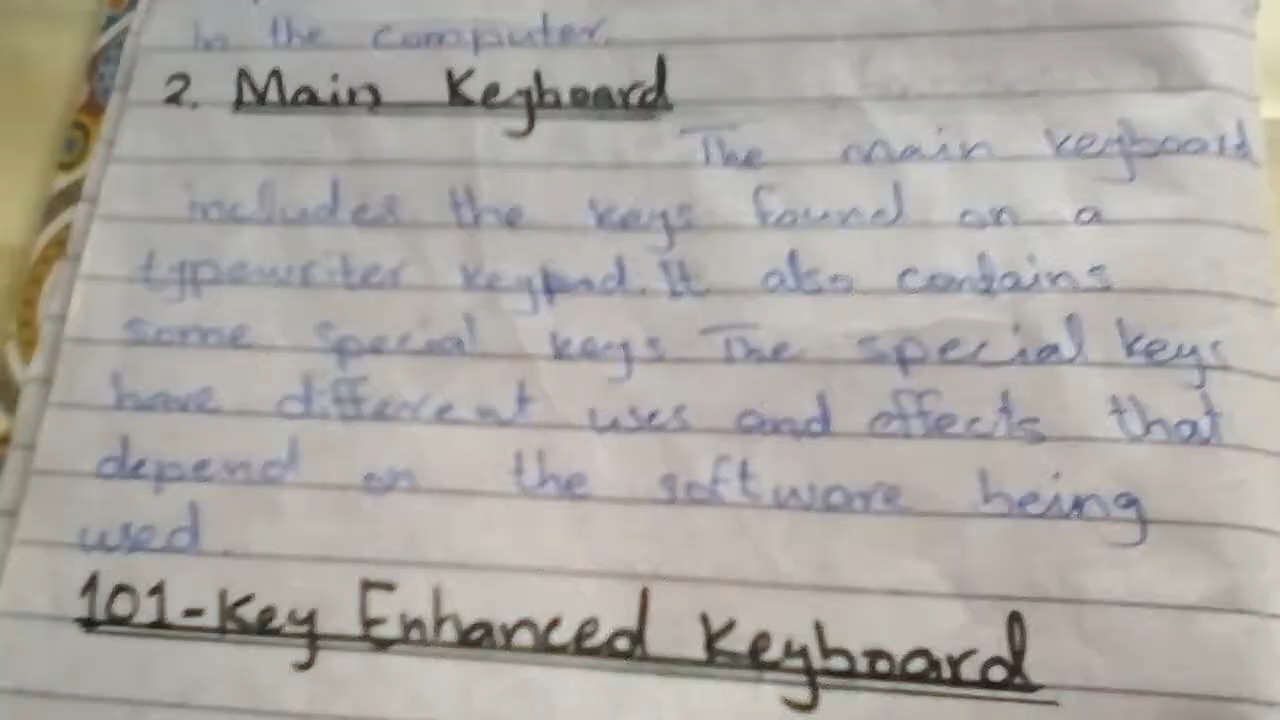 in the computer.
2. Main Keyboard
The main keyboard
includes the keys found on a
typewriter keypad. It also contains
some special keys The special keys
have different uses and effects that
depend on the software being
used.
101-Key Enhanced Keyboard